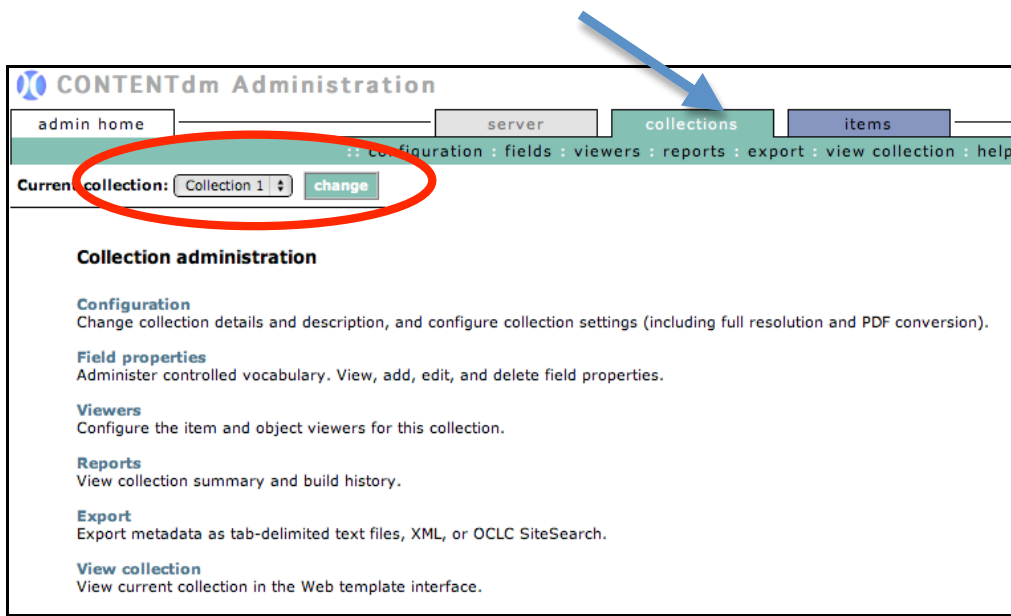 CONTENTdm Administration
admin home server collections items
:: configuration : fields : viewers : reports : export : view collection : help
Current collection: Collection 1 change
Collection administration
Configuration
Change collection details and description, and configure collection settings (including full resolution and PDF conversion).
Field properties
Administer controlled vocabulary. View, add, edit, and delete field properties.
Viewers
Configure the item and object viewers for this collection.
Reports
View collection summary and build history.
Export
Export metadata as tab-delimited text files, XML, or OCLC SiteSearch.
View collection
View current collection in the Web template interface.